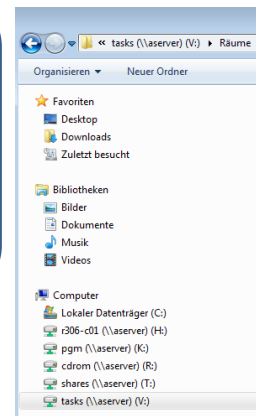 « tasks (\\aserver) (V:) ▸ Räume
Organisieren ▼ Neuer Ordner
Favoriten
Desktop
Downloads
Zuletzt besucht
Bibliotheken
Bilder
Dokumente
Musik
Videos
Computer
Lokaler Datenträger (C:)
r306-c01 (\\aserver) (H:)
pgm (\\aserver) (K:)
cdrom (\\aserver) (R:)
shares (\\aserver) (T:)
tasks (\\aserver) (V:)